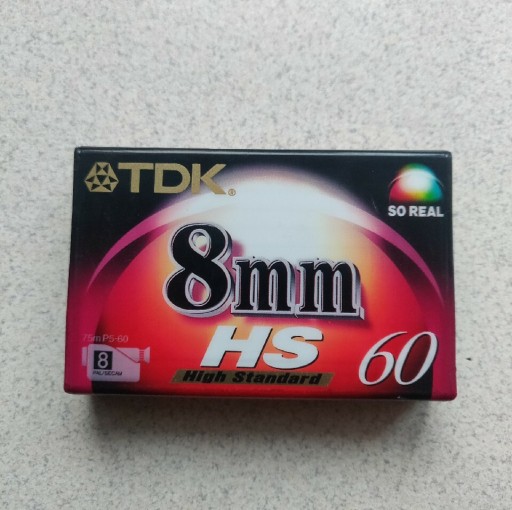 TDK®
SO REAL
8mm
HS
High Standard
60
75m P5-60
8
PAL/SECAM